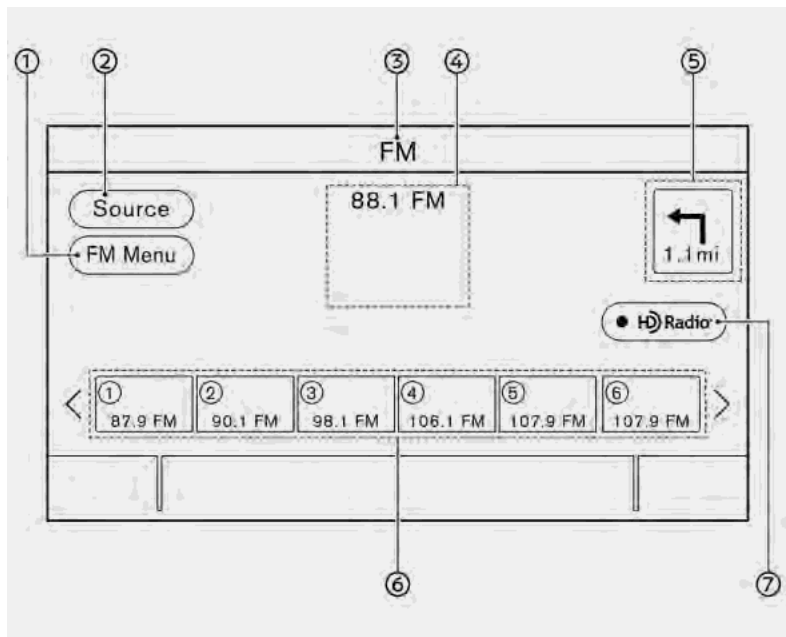 ① ② ③ ④ ⑤
FM
Source
88.1 FM
FM Menu
1.1mi
HD Radio
① ② ③ ④ ⑤ ⑥
87.9 FM 90.1 FM 98.1 FM 106.1 FM 107.9 FM 107.9 FM
⑥ ⑦